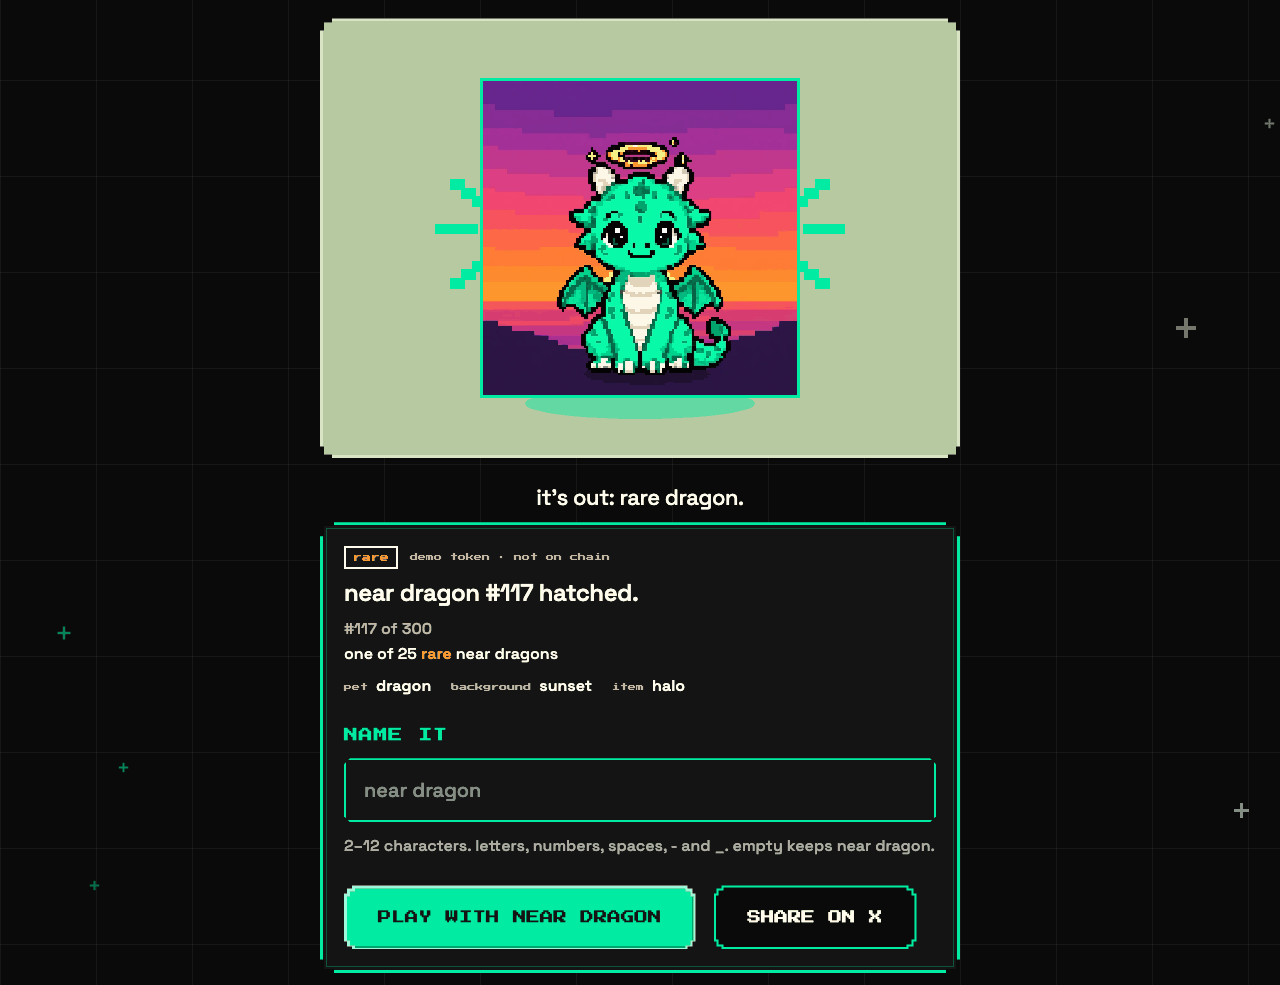 it's out: rare dragon.
rare demo token · not on chain
near dragon #117 hatched.
#117 of 300
one of 25 rare near dragons
pet dragon background sunset item halo
NAME IT
near dragon
2–12 characters. letters, numbers, spaces, - and _. empty keeps near dragon.
PLAY WITH NEAR DRAGON SHARE ON X